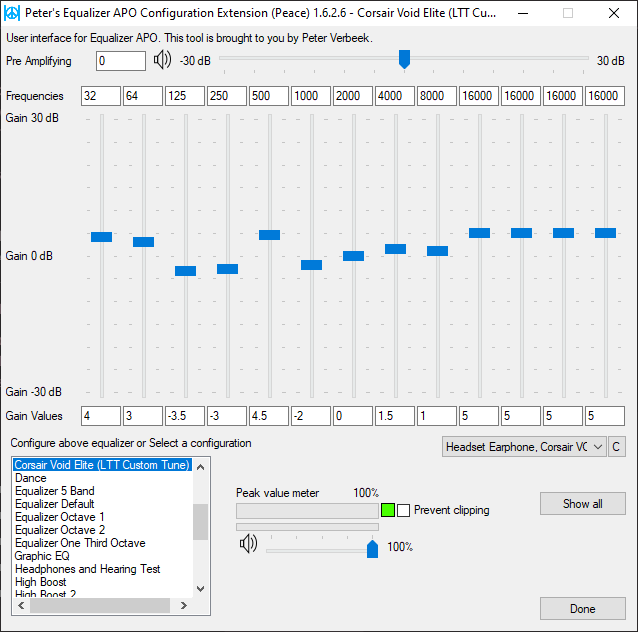 Peter's Equalizer APO Configuration Extension (Peace) 1.6.2.6 - Corsair Void Elite (LTT Cu...
User interface for Equalizer APO. This tool is brought to you by Peter Verbeek.
Pre Amplifying 0 -30 dB 30 dB
Frequencies 32 64 125 250 500 1000 2000 4000 8000 16000 16000 16000 16000
Gain 30 dB
Gain 0 dB
Gain -30 dB
Gain Values 4 3 -3.5 -3 4.5 -2 0 1.5 1 5 5 5 5
Configure above equalizer or Select a configuration
Headset Earphone, Corsair VC C
Corsair Void Elite (LTT Custom Tune)
Dance
Equalizer 5 Band
Equalizer Default
Equalizer Octave 1
Equalizer Octave 2
Equalizer One Third Octave
Graphic EQ
Headphones and Hearing Test
High Boost
High Boost 2
Peak value meter 100%
Prevent clipping
100%
Show all
Done